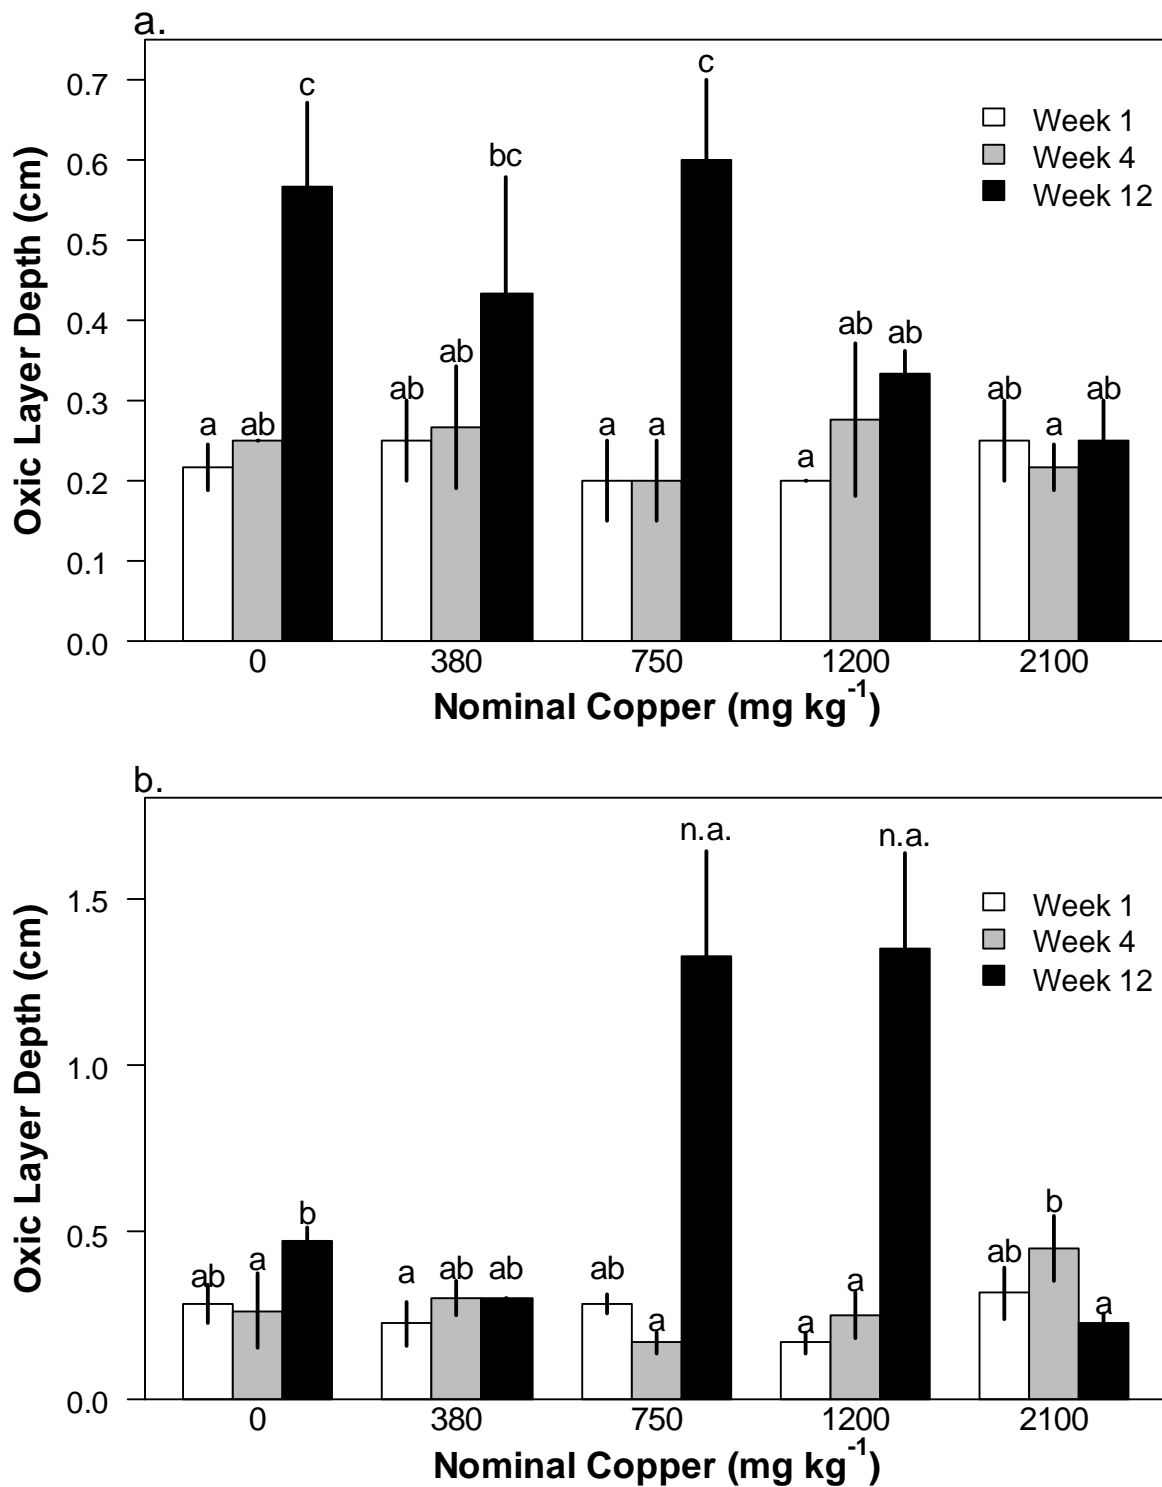 a.
Oxic Layer Depth (cm)
0.7
0.6
0.5
0.4
0.3
0.2
0.1
0.0
a ab c
ab ab bc
a a c
a ab ab
ab a ab
Week 1
Week 4
Week 12
0 380 750 1200 2100
Nominal Copper (mg kg⁻¹)
b.
Oxic Layer Depth (cm)
1.5
1.0
0.5
0.0
ab a b
a ab ab
ab a n.a.
a a n.a.
ab b a
Week 1
Week 4
Week 12
0 380 750 1200 2100
Nominal Copper (mg kg⁻¹)